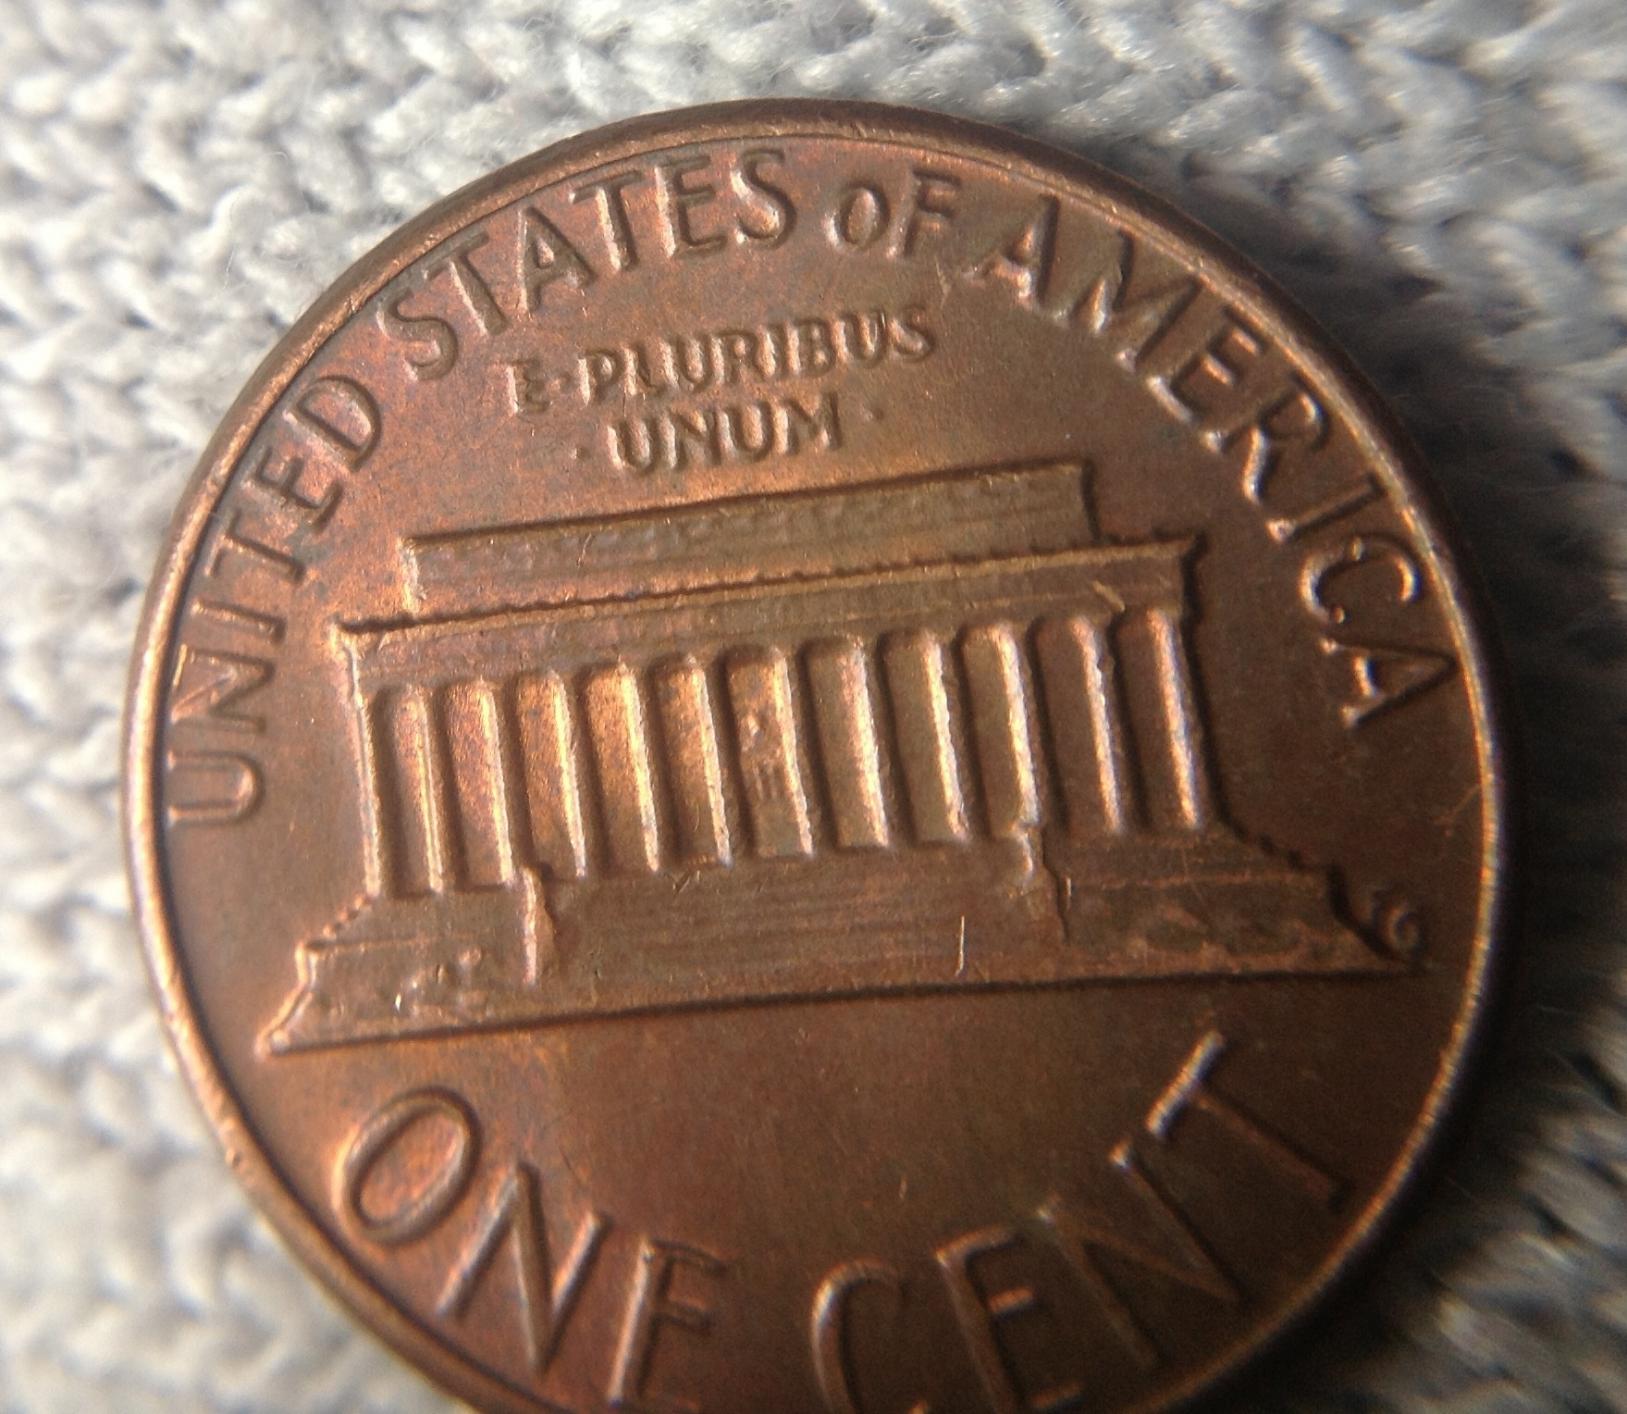 UNITED STATES OF AMERICA
E·PLURIBUS
·UNUM·
ONE CENT